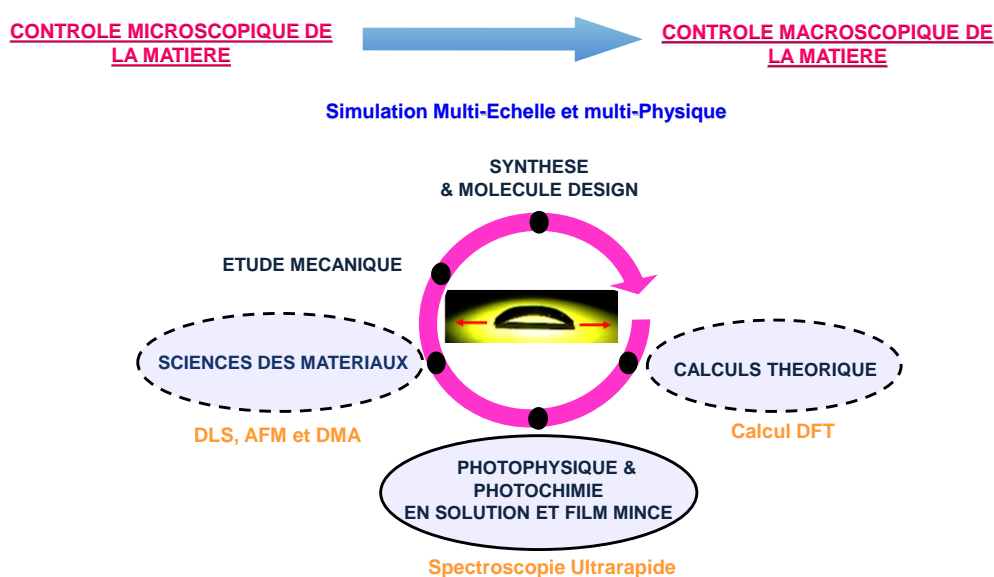 CONTROLE MICROSCOPIQUE DE
LA MATIERE
CONTROLE MACROSCOPIQUE DE
LA MATIERE
Simulation Multi-Echelle et multi-Physique
SYNTHESE
& MOLECULE DESIGN
ETUDE MECANIQUE
SCIENCES DES MATERIAUX
CALCULS THEORIQUE
DLS, AFM et DMA
Calcul DFT
PHOTOPHYSIQUE &
PHOTOCHIMIE
EN SOLUTION ET FILM MINCE
Spectroscopie Ultrarapide